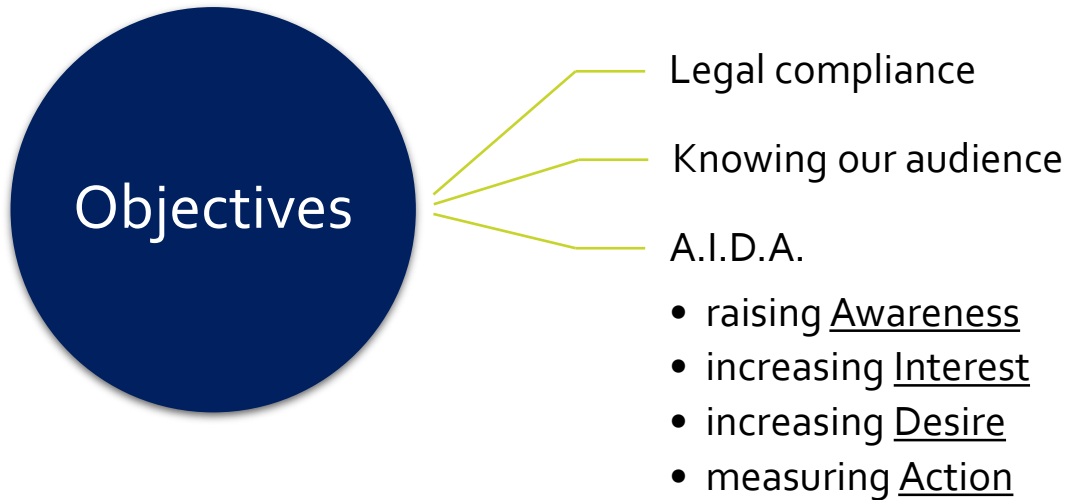 Objectives
Legal compliance
Knowing our audience
A.I.D.A.
• raising Awareness
• increasing Interest
• increasing Desire
• measuring Action